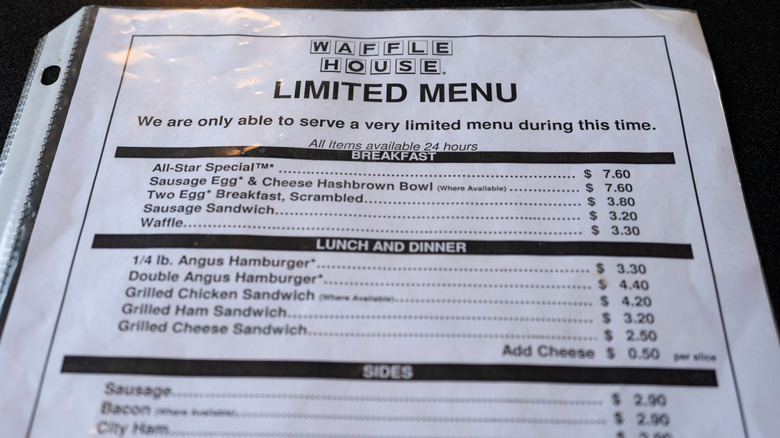 WAFFLE
HOUSE®
LIMITED MENU
We are only able to serve a very limited menu during this time.
All items available 24 hours
BREAKFAST
All-Star Special™* $ 7.60
Sausage Egg* & Cheese Hashbrown Bowl (Where Available) $ 7.60
Two Egg* Breakfast, Scrambled $ 3.80
Sausage Sandwich $ 3.20
Waffle $ 3.30
LUNCH AND DINNER
1/4 lb. Angus Hamburger* $ 3.30
Double Angus Hamburger* $ 4.40
Grilled Chicken Sandwich (Where Available) $ 4.20
Grilled Ham Sandwich $ 3.20
Grilled Cheese Sandwich $ 2.50
Add Cheese $ 0.50 per slice
SIDES
Sausage $ 2.90
Bacon (Where Available) $ 2.90
City Ham $